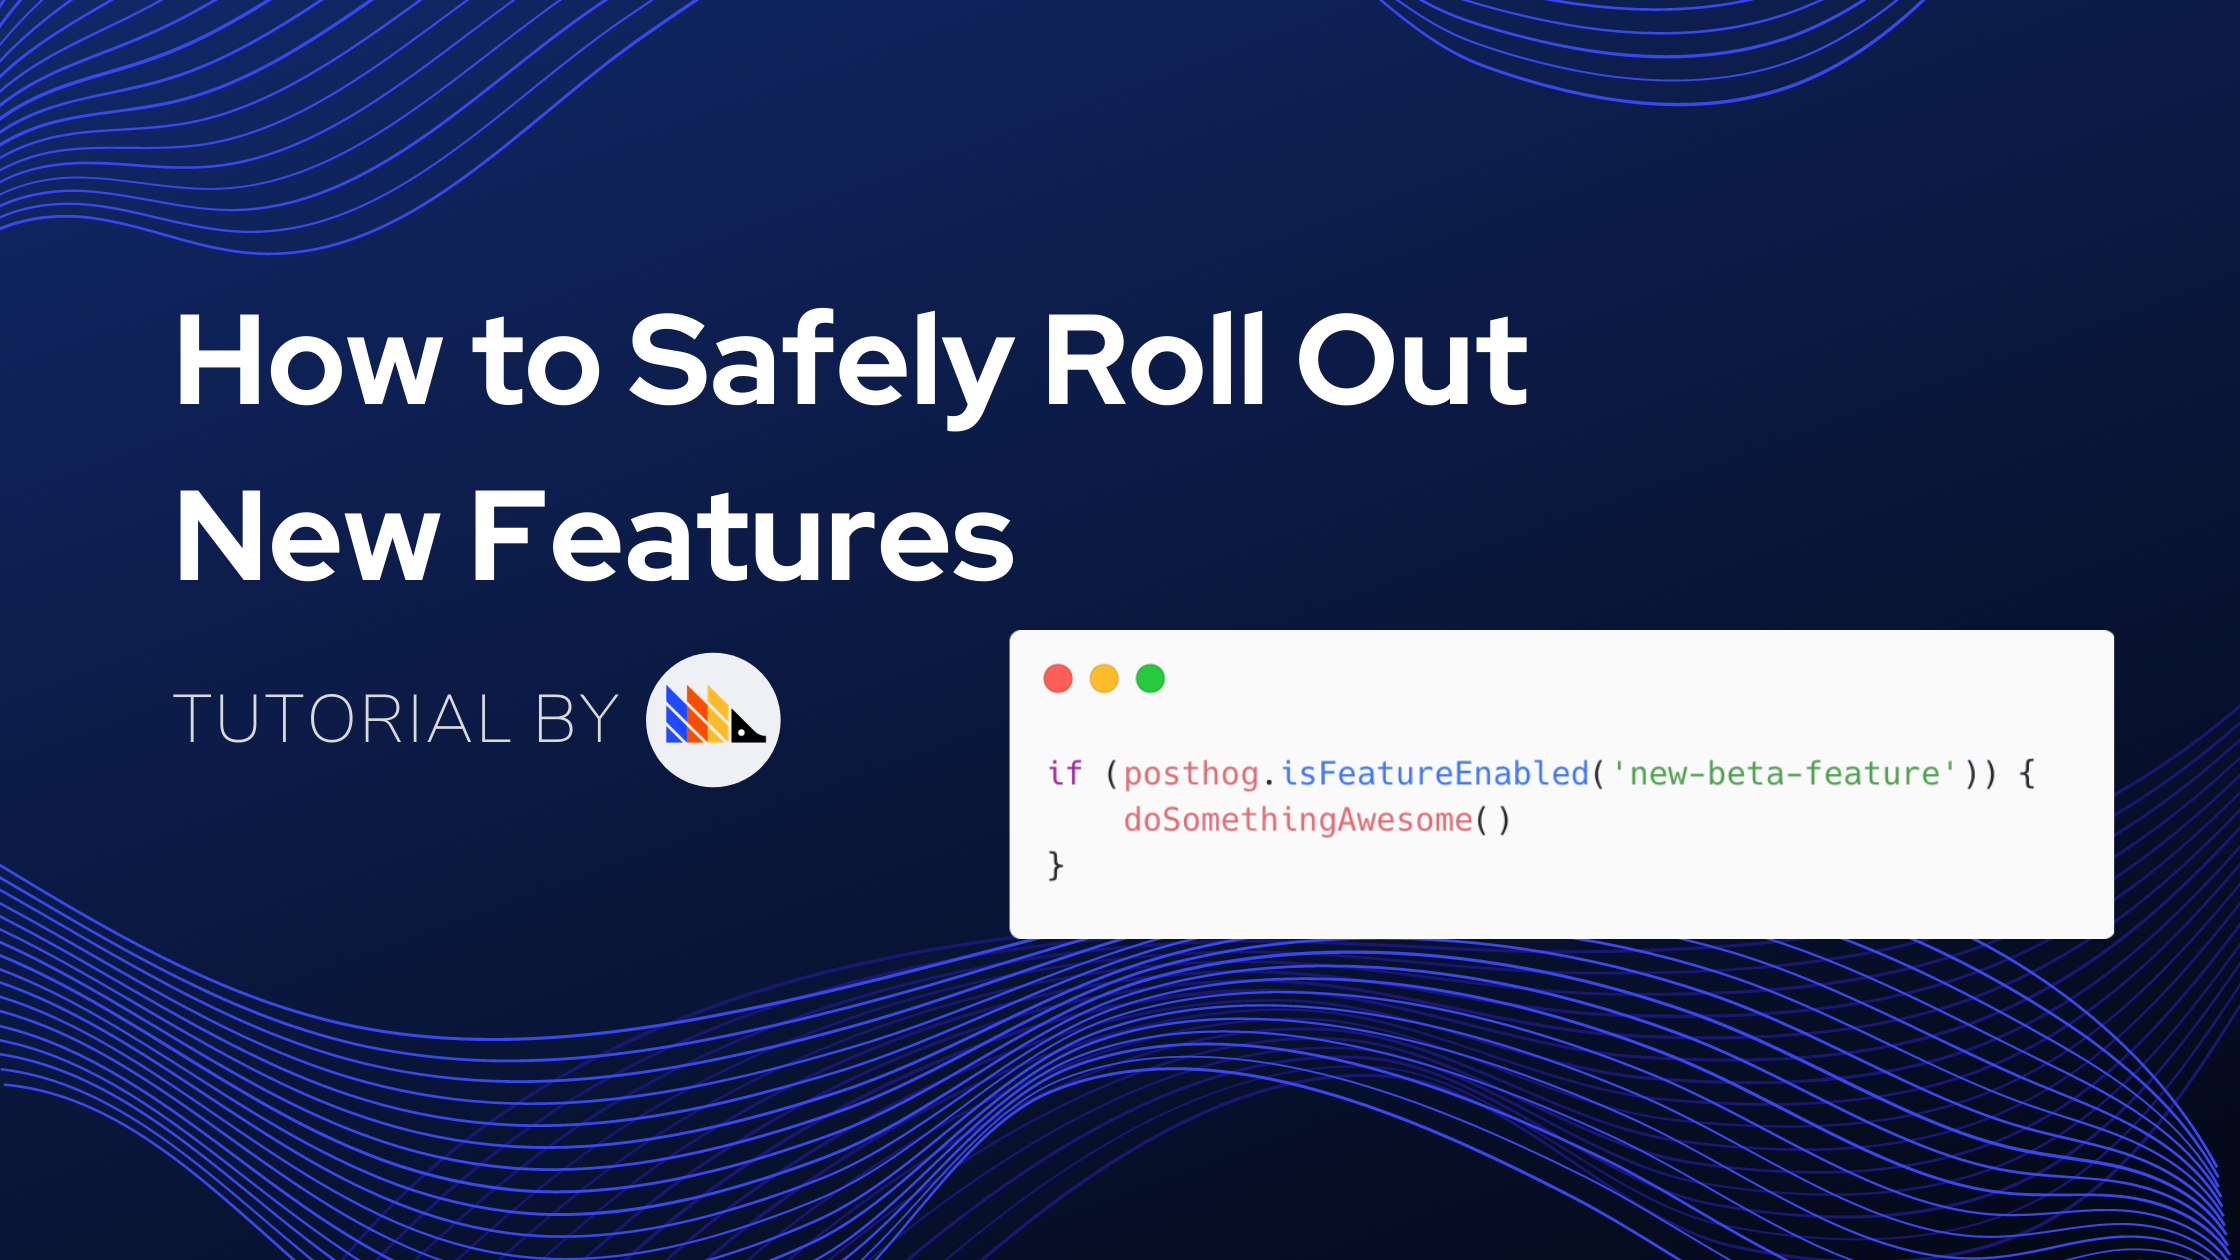 How to Safely Roll Out
New Features
TUTORIAL BY
if (posthog.isFeatureEnabled('new-beta-feature')) {
    doSomethingAwesome()
}